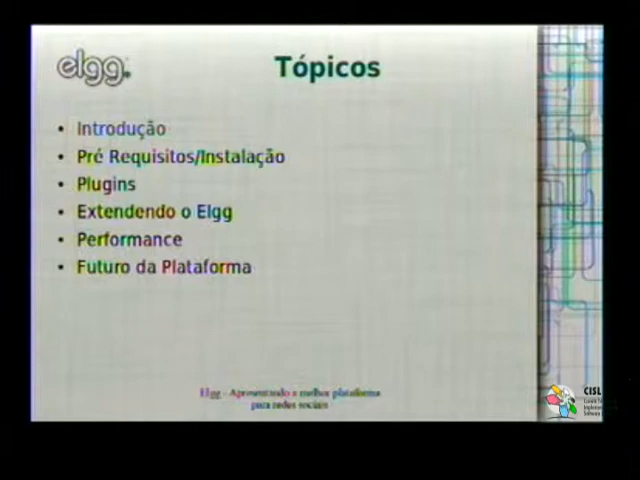 elgg.
Tópicos
• Introdução
• Pré Requisitos/Instalação
• Plugins
• Extendendo o Elgg
• Performance
• Futuro da Plataforma
Elgg - Apresentando a melhor plataforma
para redes sociais
CISL